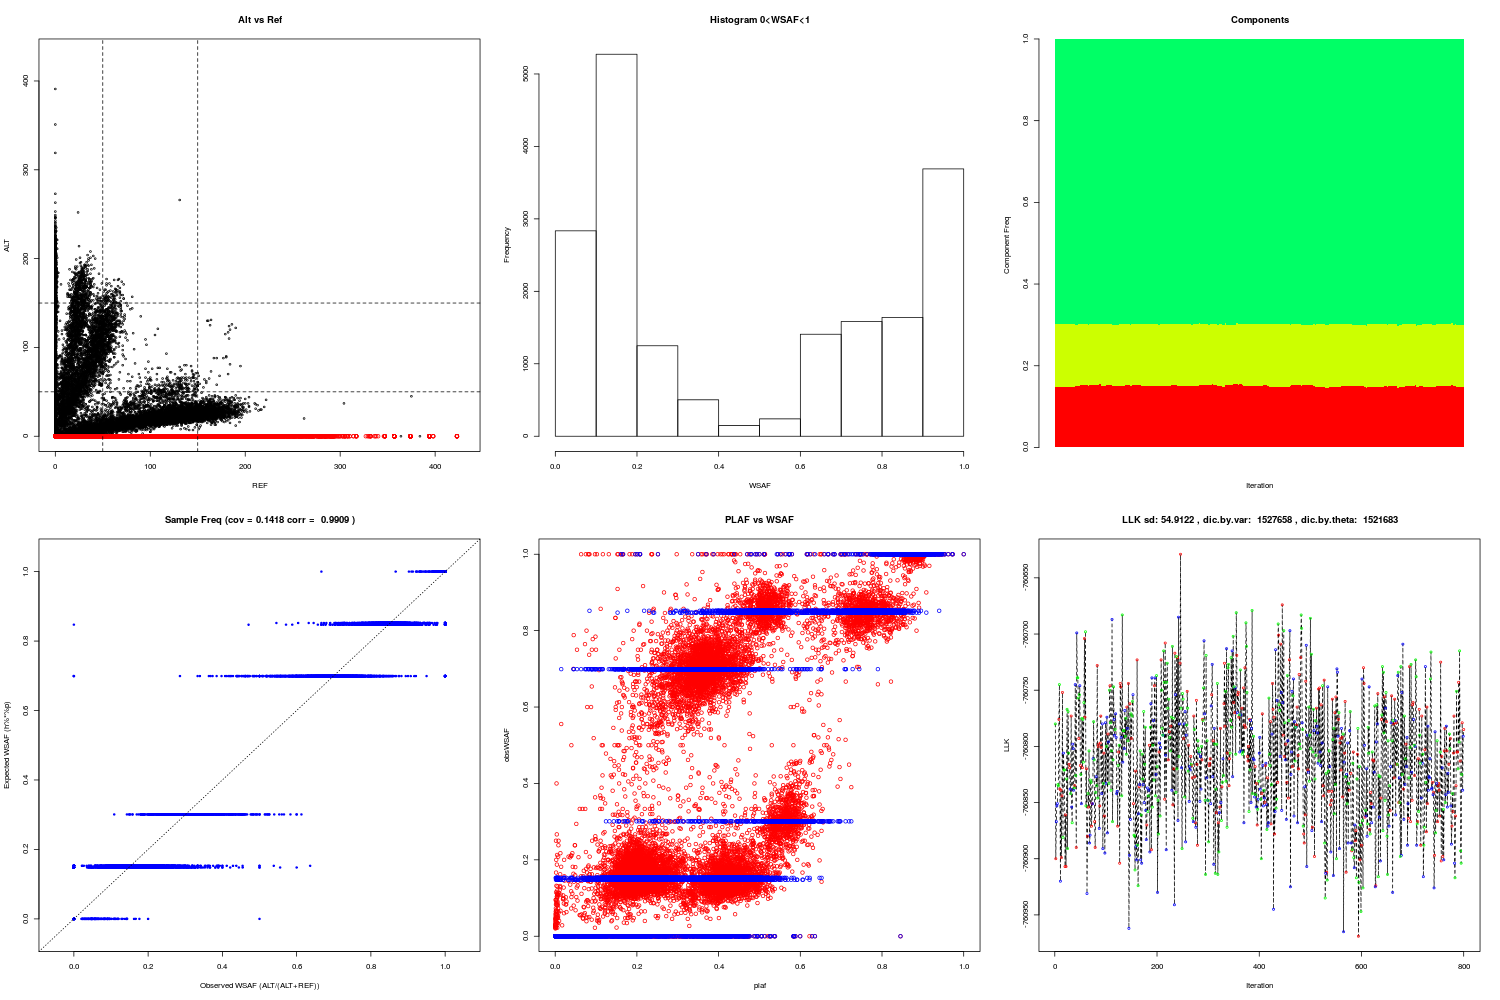 Alt vs Ref
ALT
400
300
200
100
0
0 100 200 300 400
REF
Histogram 0<WSAF<1
Frequency
5000
4000
3000
2000
1000
0
0.0 0.2 0.4 0.6 0.8 1.0
WSAF
Components
Component Freq
1.0
0.8
0.6
0.4
0.2
0.0
Iteration
Sample Freq (cov = 0.1418 corr = 0.9909 )
Expected WSAF (h%*%p)
1.0
0.8
0.6
0.4
0.2
0.0
0.0 0.2 0.4 0.6 0.8 1.0
Observed WSAF (ALT/(ALT+REF))
PLAF vs WSAF
obsWSAF
1.0
0.8
0.6
0.4
0.2
0.0
0.0 0.2 0.4 0.6 0.8 1.0
plaf
LLK sd: 54.9122 , dic.by.var: 1527658 , dic.by.theta: 1521683
LLK
-760650
-760700
-760750
-760800
-760850
-760900
-760950
0 200 400 600 800
Iteration